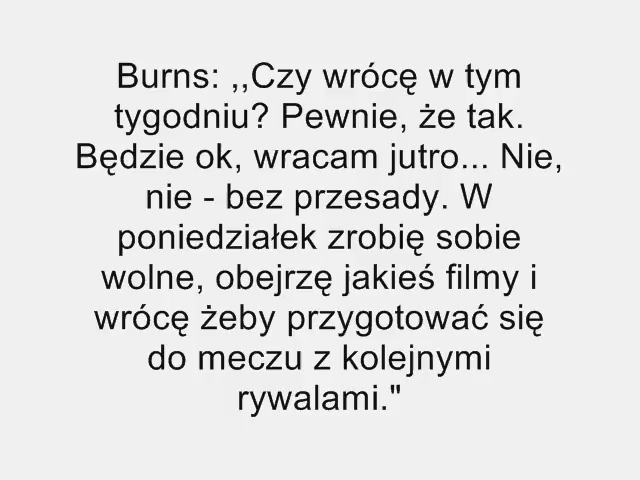 Burns: ,,Czy wrócę w tym
tygodniu? Pewnie, że tak.
Będzie ok, wracam jutro... Nie,
nie - bez przesady. W
poniedziałek zrobię sobie
wolne, obejrzę jakieś filmy i
wrócę żeby przygotować się
do meczu z kolejnymi
rywalami."